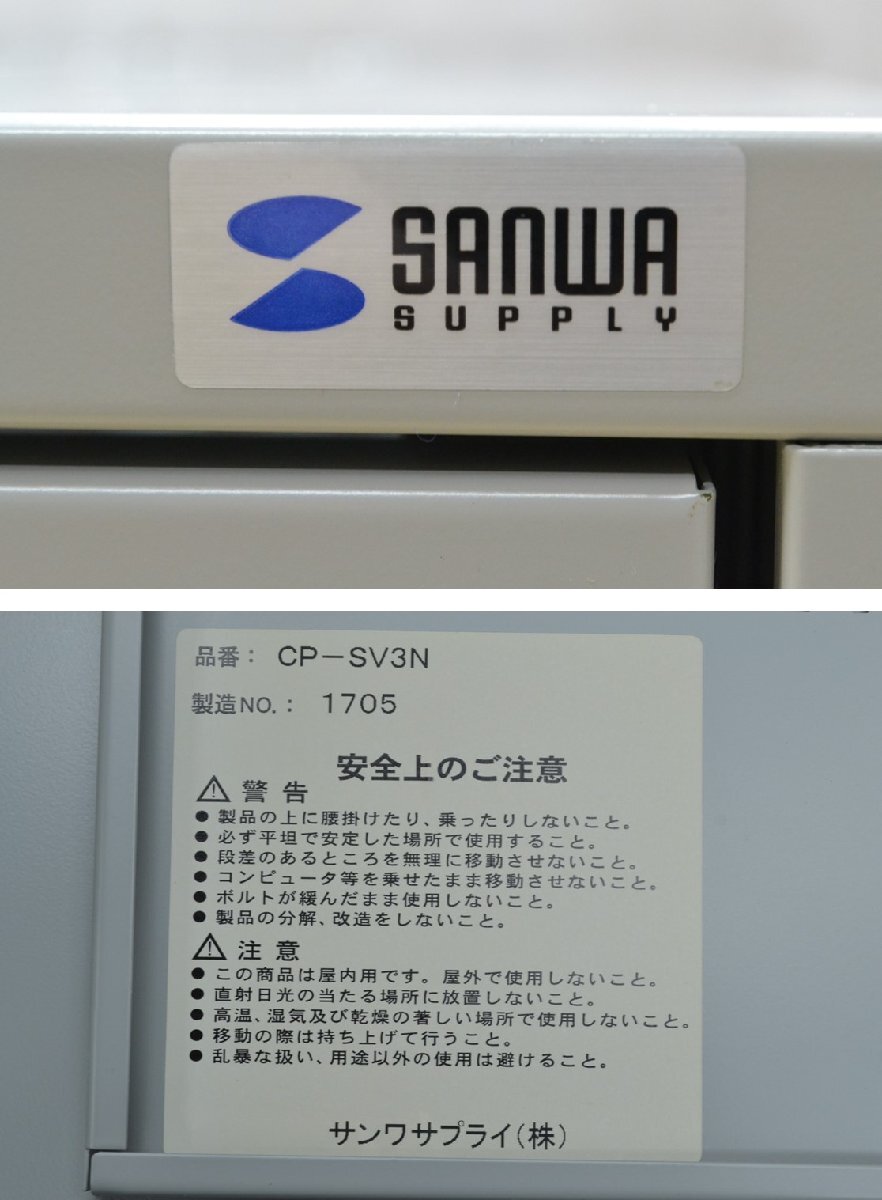 SANWA
SUPPLY
品番： CP－SV3N
製造NO.： 1705
安全上のご注意
⚠ 警告
● 製品の上に腰掛けたり、乗ったりしないこと。
● 必ず平坦で安定した場所で使用すること。
● 段差のあるところを無理に移動させないこと。
● コンピュータ等を乗せたまま移動させないこと。
● ボルトが緩んだまま使用しないこと。
● 製品の分解、改造をしないこと。
⚠ 注意
● この商品は屋内用です。屋外で使用しないこと。
● 直射日光の当たる場所に放置しないこと。
● 高温、湿気及び乾燥の著しい場所で使用しないこと。
● 移動の際は持ち上げて行うこと。
● 乱暴な扱い、用途以外の使用は避けること。
サンワサプライ（株）